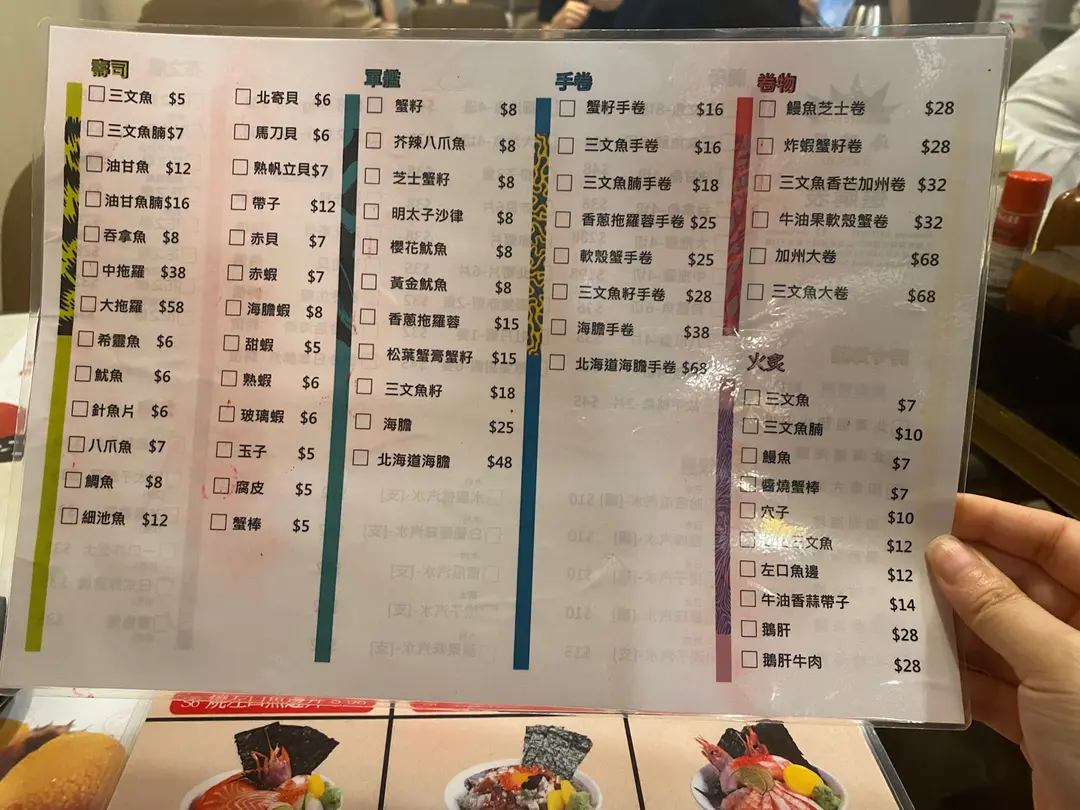 壽司
三文魚 $5
三文魚腩 $7
油甘魚 $12
油甘魚腩 $16
吞拿魚 $8
中拖羅 $38
大拖羅 $58
希靈魚 $6
魷魚 $6
針魚片 $6
八爪魚 $7
鯛魚 $8
細池魚 $12
北寄貝 $6
馬刀貝 $6
熟帆立貝 $7
帶子 $12
赤貝 $7
赤蝦 $7
海膽蝦 $8
甜蝦 $5
熟蝦 $6
玻璃蝦 $6
玉子 $5
腐皮 $5
蟹棒 $5
軍艦
蟹籽 $8
芥辣八爪魚 $8
芝士蟹籽 $8
明太子沙律 $8
櫻花魷魚 $8
黃金魷魚 $8
香蔥拖羅蓉 $15
松葉蟹膏蟹籽 $15
三文魚籽 $18
海膽 $25
北海道海膽 $48
手卷
蟹籽手卷 $16
三文魚手卷 $16
三文魚腩手卷 $18
香蔥拖羅蓉手卷 $25
軟殼蟹手卷 $25
三文魚籽手卷 $28
海膽手卷 $38
北海道海膽手卷 $68
卷物
鰻魚芝士卷 $28
炸蝦蟹籽卷 $28
三文魚香芒加州卷 $32
牛油果軟殼蟹卷 $32
加州大卷 $68
三文魚大卷 $68
火炙
三文魚 $7
三文魚腩 $10
鰻魚 $7
醬燒蟹棒 $7
穴子 $10
三文魚 $12
左口魚邊 $12
牛油香蒜帶子 $14
鵝肝 $28
鵝肝牛肉 $28